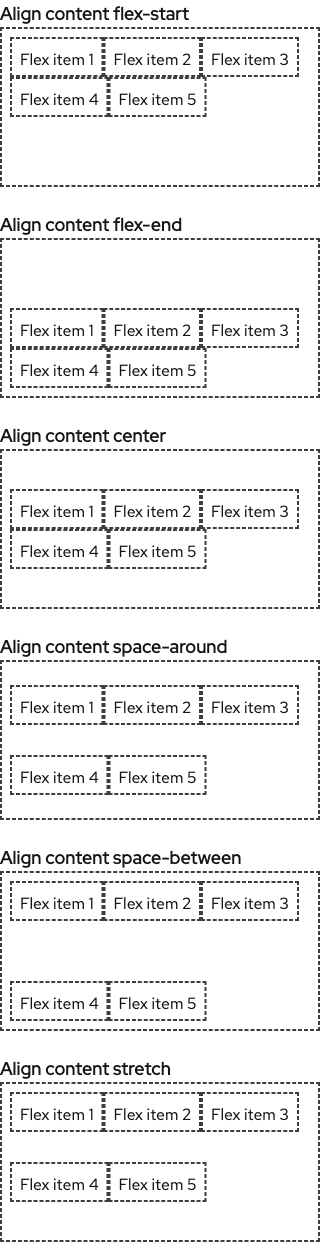 Align content flex-start
Flex item 1 Flex item 2 Flex item 3
Flex item 4 Flex item 5
Align content flex-end
Flex item 1 Flex item 2 Flex item 3
Flex item 4 Flex item 5
Align content center
Flex item 1 Flex item 2 Flex item 3
Flex item 4 Flex item 5
Align content space-around
Flex item 1 Flex item 2 Flex item 3
Flex item 4 Flex item 5
Align content space-between
Flex item 1 Flex item 2 Flex item 3
Flex item 4 Flex item 5
Align content stretch
Flex item 1 Flex item 2 Flex item 3
Flex item 4 Flex item 5